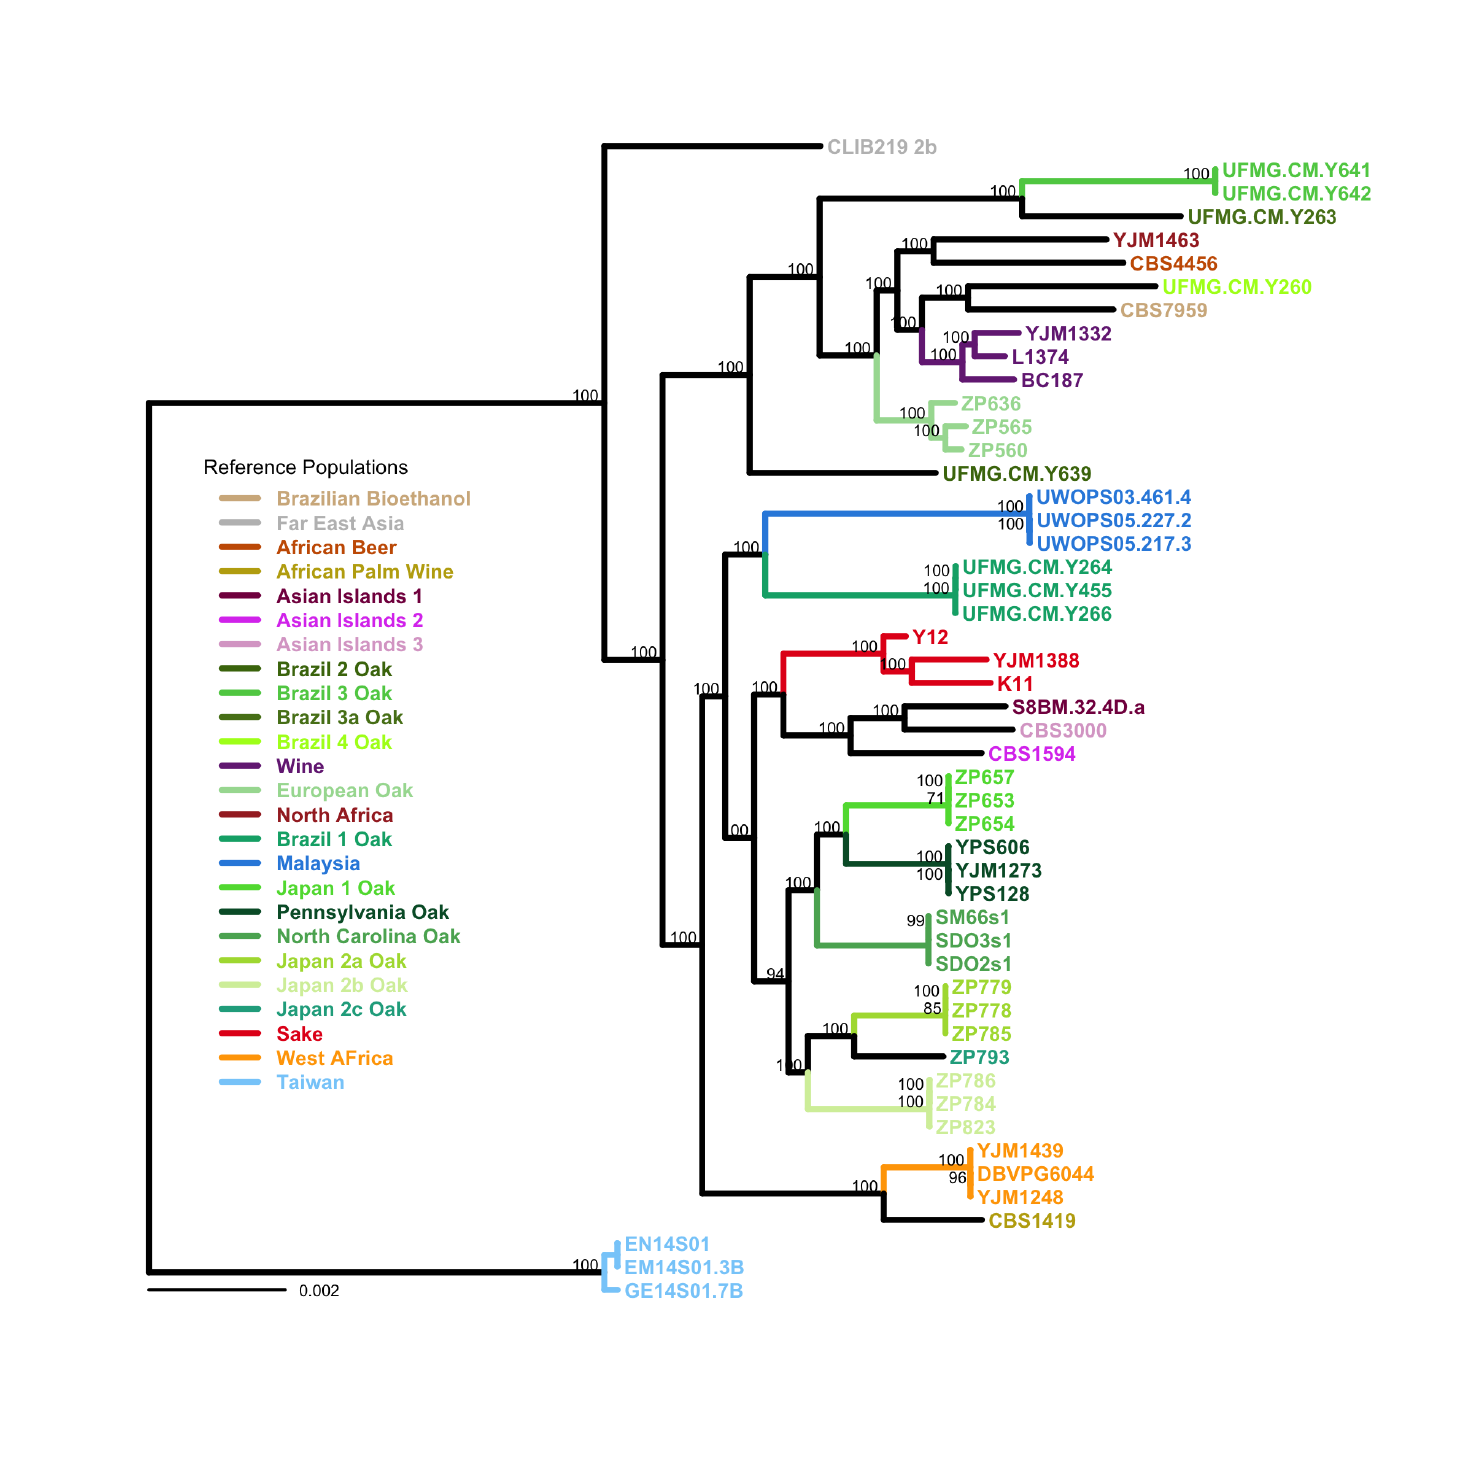 CLIB219 2b
100 UFMG.CM.Y641
UFMG.CM.Y642
100
UFMG.CM.Y263
YJM1463
100
CBS4456
100
100
UFMG.CM.Y260
100
CBS7959
100
YJM1332
100
L1374
100
100
BC187
100
ZP636
100
ZP565
100
ZP560
100
UFMG.CM.Y639
UWOPS03.461.4
100
UWOPS05.227.2
100
UWOPS05.217.3
100
UFMG.CM.Y264
100
UFMG.CM.Y455
100
UFMG.CM.Y266
Y12
100
YJM1388
100
K11
100
100
S8BM.32.4D.a
100
CBS3000
100
CBS1594
100
ZP657
100
ZP653
71
ZP654
100
00
YPS606
100
YJM1273
100
YPS128
100
SM66s1
99
SDO3s1
SDO2s1
100
94
ZP779
100
ZP778
85
ZP785
100
ZP793
100
ZP786
100
ZP784
100
ZP823
YJM1439
100
DBVPG6044
96
YJM1248
100
CBS1419
EN14S01
100
EM14S01.3B
GE14S01.7B
Reference Populations
Brazilian Bioethanol
Far East Asia
African Beer
African Palm Wine
Asian Islands 1
Asian Islands 2
Asian Islands 3
Brazil 2 Oak
Brazil 3 Oak
Brazil 3a Oak
Brazil 4 Oak
Wine
European Oak
North Africa
Brazil 1 Oak
Malaysia
Japan 1 Oak
Pennsylvania Oak
North Carolina Oak
Japan 2a Oak
Japan 2b Oak
Japan 2c Oak
Sake
West AFrica
Taiwan
0.002